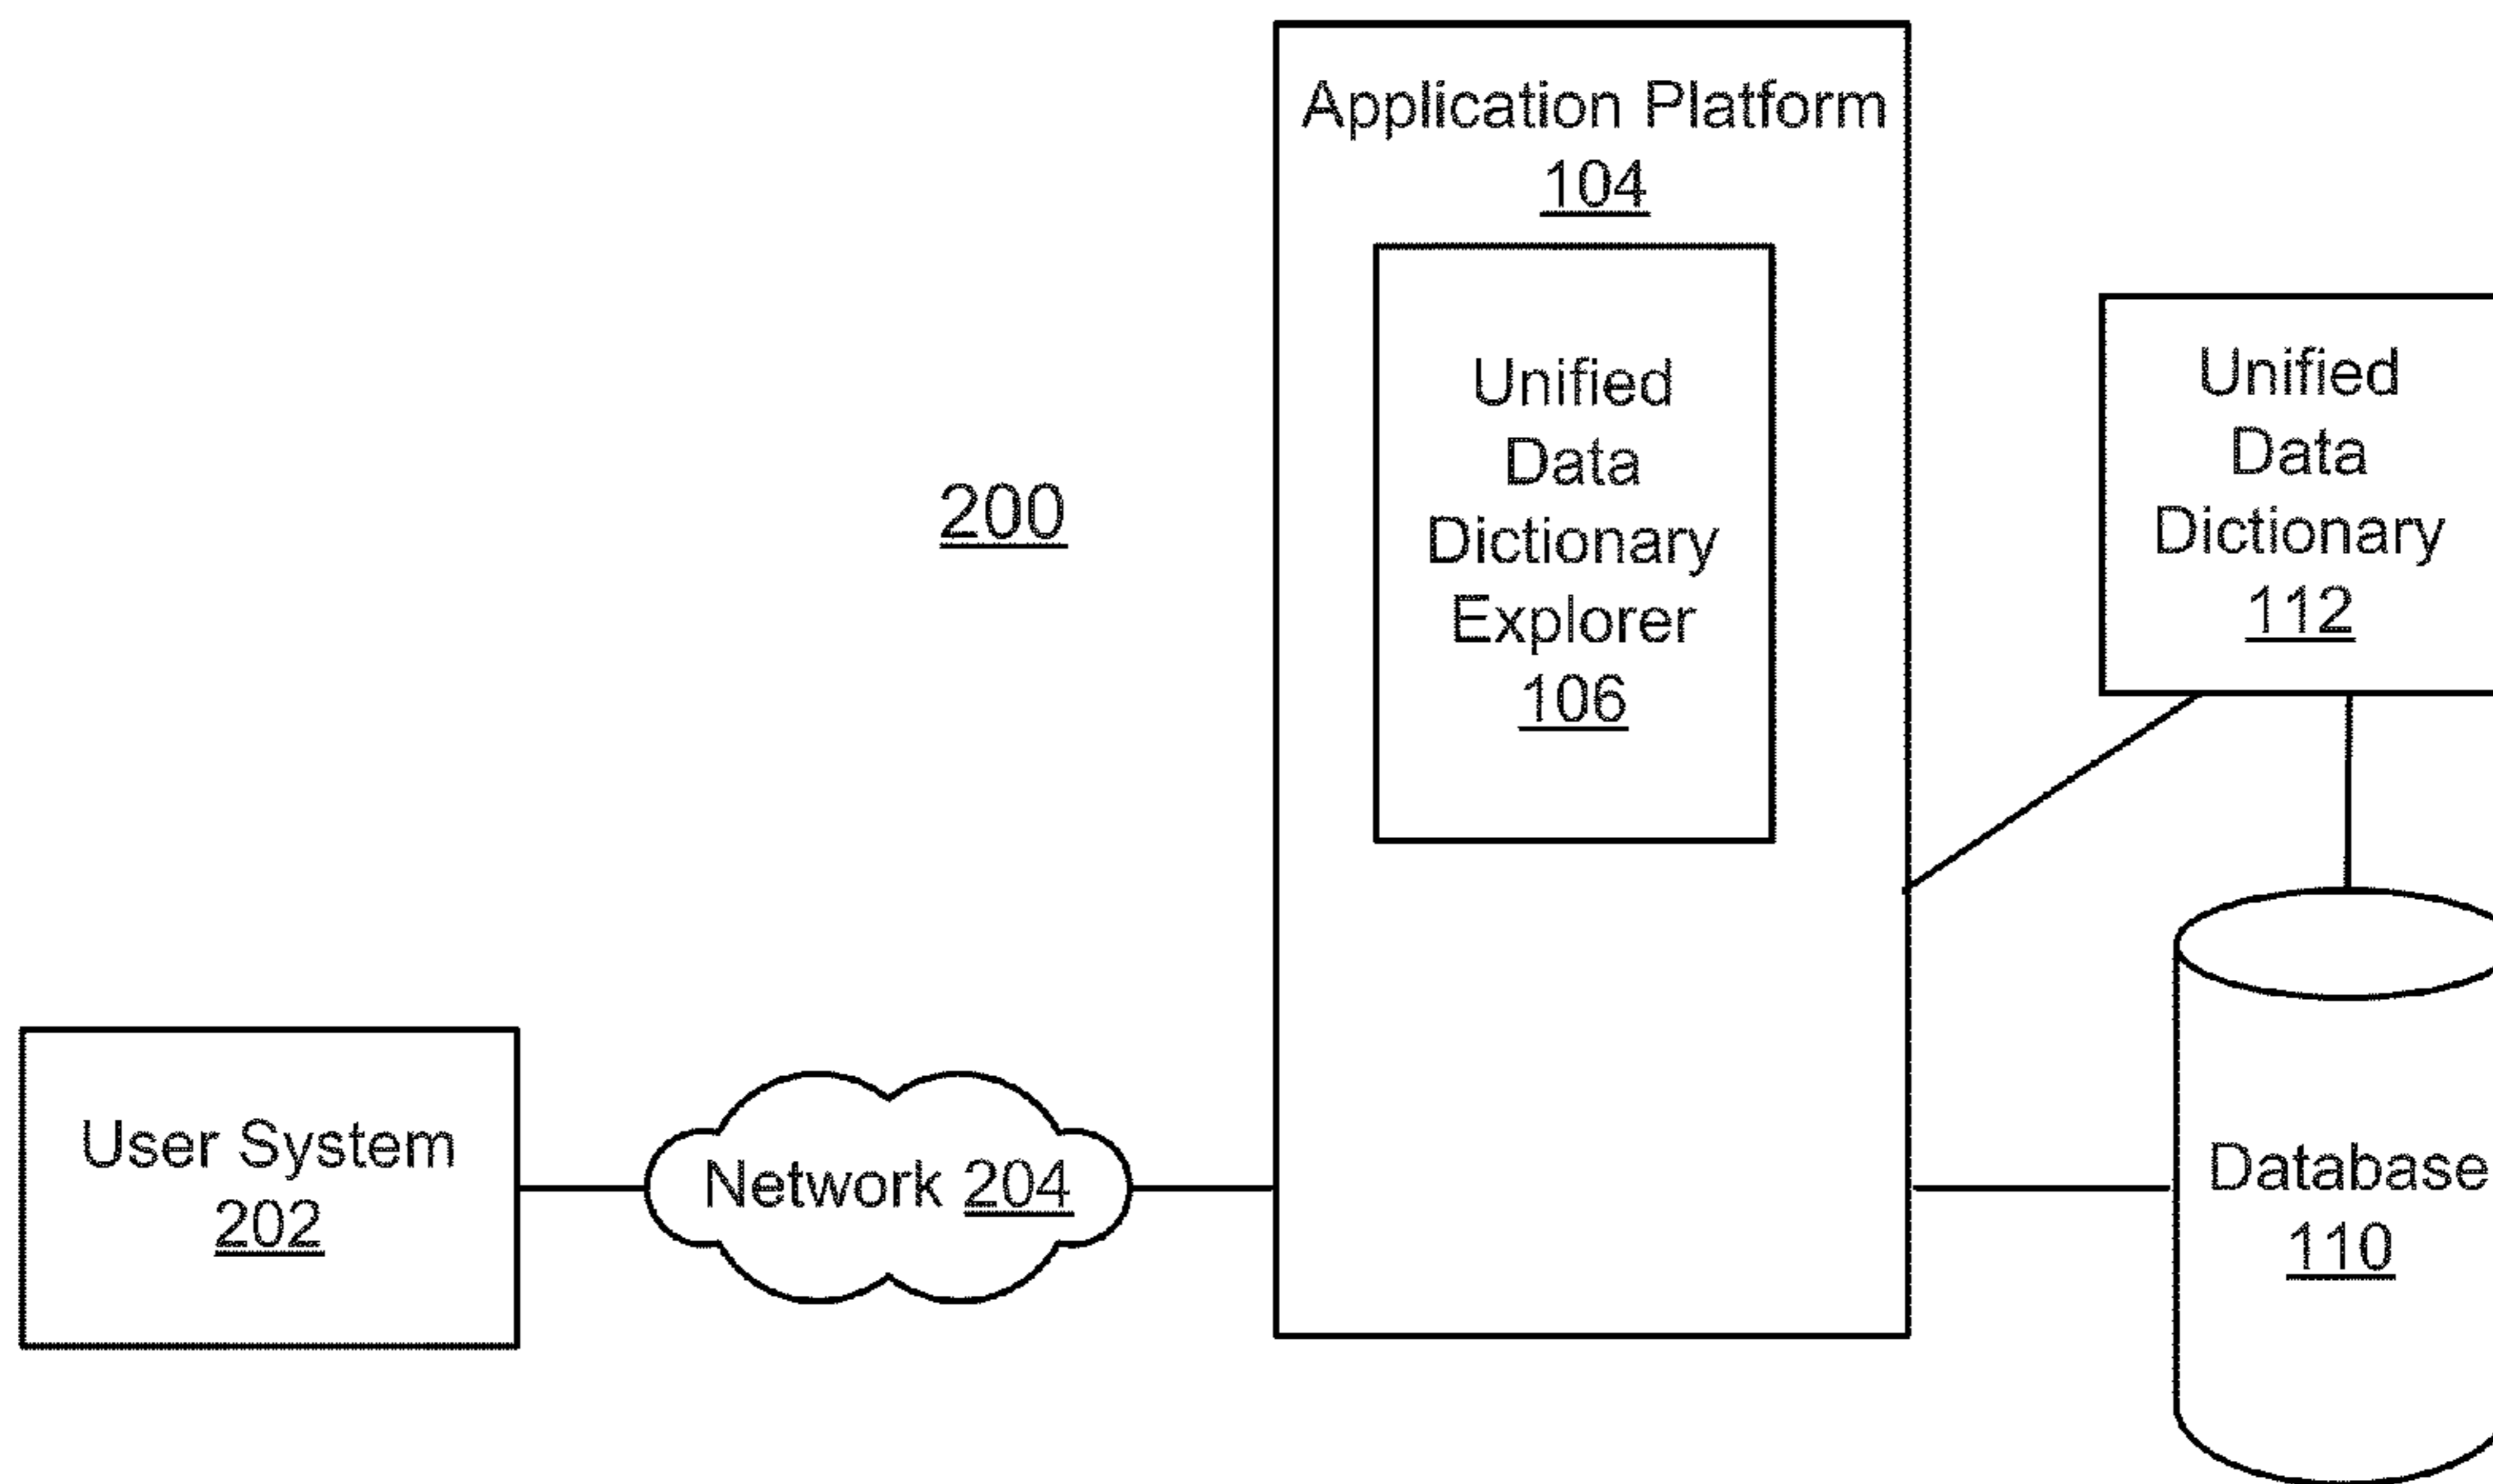 Application Platform
104
Unified
Data
Dictionary
Explorer
106
200
Unified
Data
Dictionary
112
User System
202
Network 204
Database
110